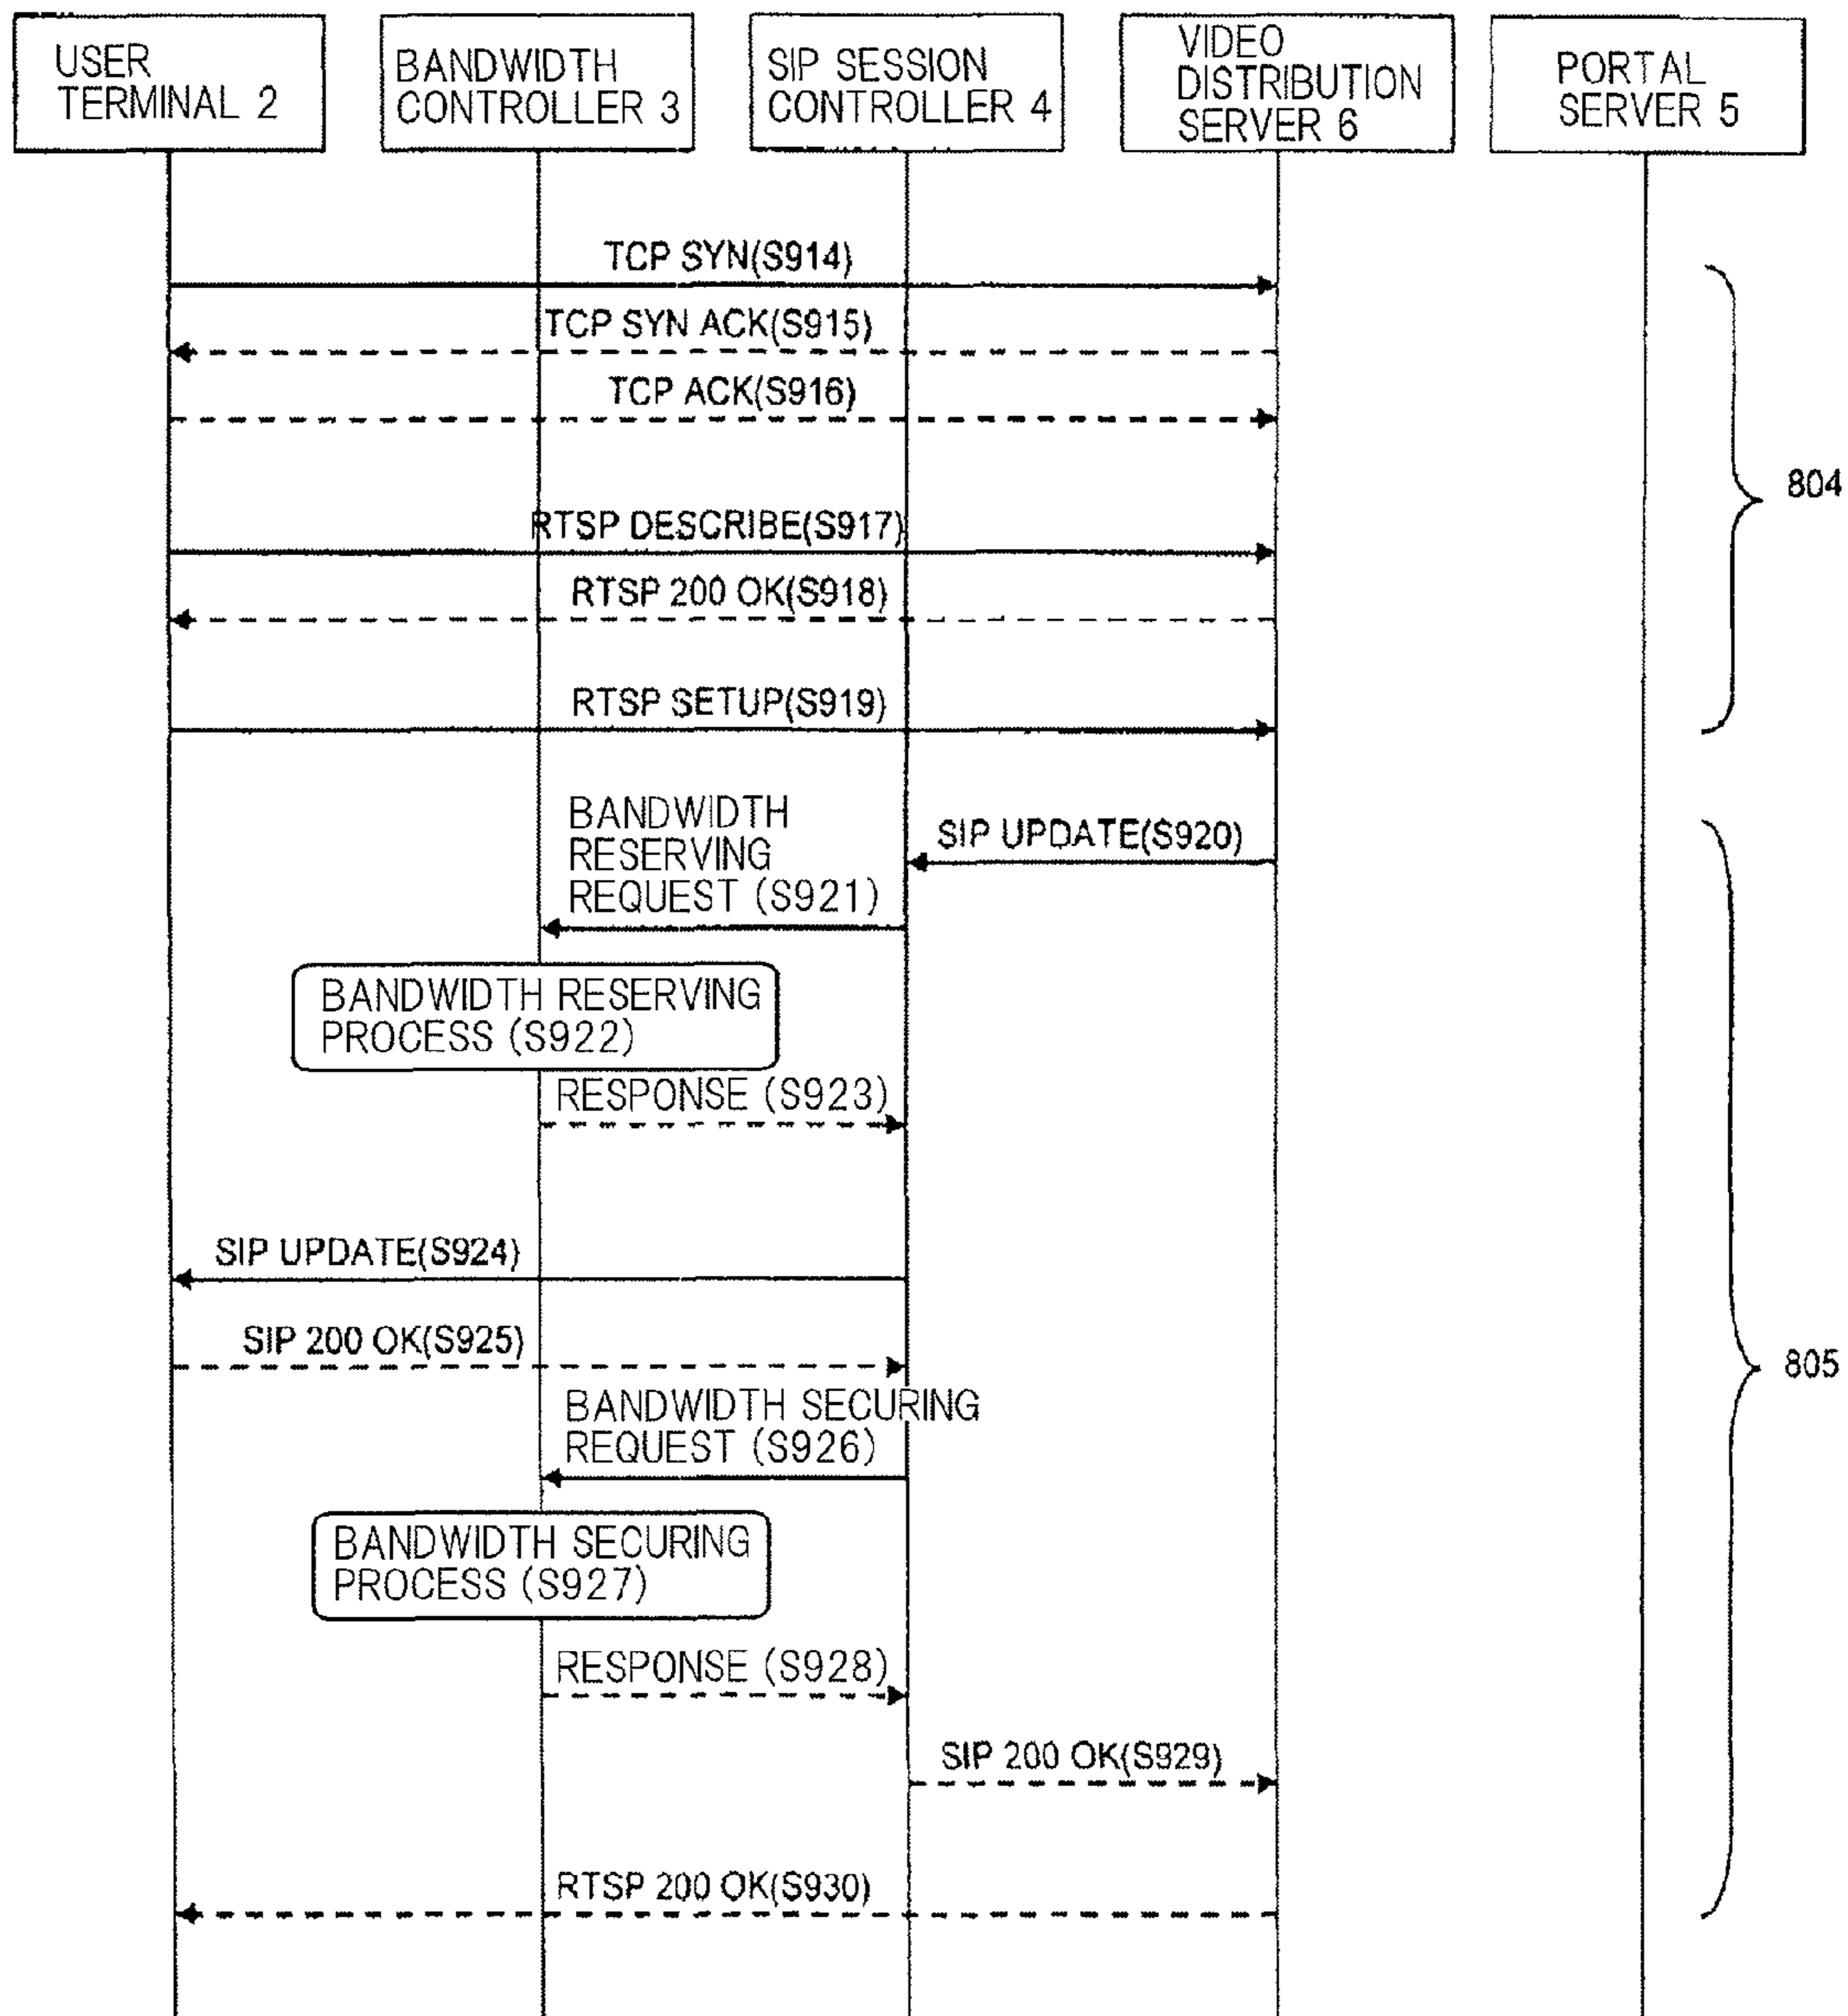 USER
TERMINAL 2
BANDWIDTH
CONTROLLER 3
SIP SESSION
CONTROLLER 4
VIDEO
DISTRIBUTION
SERVER 6
PORTAL
SERVER 5
TCP SYN(S914)
TCP SYN ACK(S915)
TCP ACK(S916)
804
RTSP DESCRIBE(S917)
RTSP 200 OK(S918)
RTSP SETUP(S919)
BANDWIDTH
RESERVING
REQUEST (S921)
SIP UPDATE(S920)
BANDWIDTH RESERVING
PROCESS (S922)
RESPONSE (S923)
SIP UPDATE(S924)
SIP 200 OK(S925)
805
BANDWIDTH SECURING
REQUEST (S926)
BANDWIDTH SECURING
PROCESS (S927)
RESPONSE (S928)
SIP 200 OK(S929)
RTSP 200 OK(S930)